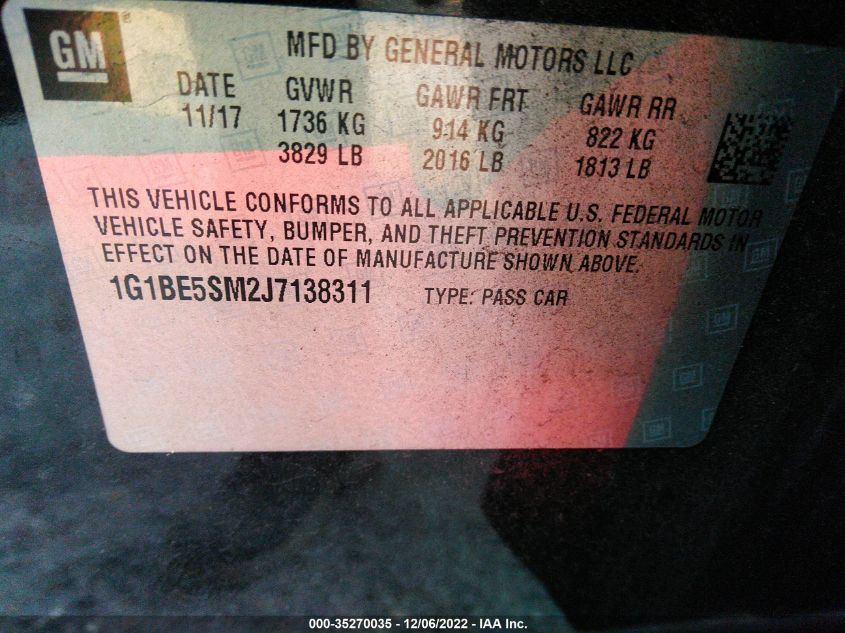 GM
MFD BY GENERAL MOTORS LLC
DATE GVWR GAWR FRT GAWR RR
11/17 1736 KG 914 KG 822 KG
3829 LB 2016 LB 1813 LB
THIS VEHICLE CONFORMS TO ALL APPLICABLE U.S. FEDERAL MOTOR
VEHICLE SAFETY, BUMPER, AND THEFT PREVENTION STANDARDS IN
EFFECT ON THE DATE OF MANUFACTURE SHOWN ABOVE.
1G1BE5SM2J7138311 TYPE: PASS CAR
000-35270035 - 12/06/2022 - IAA Inc.